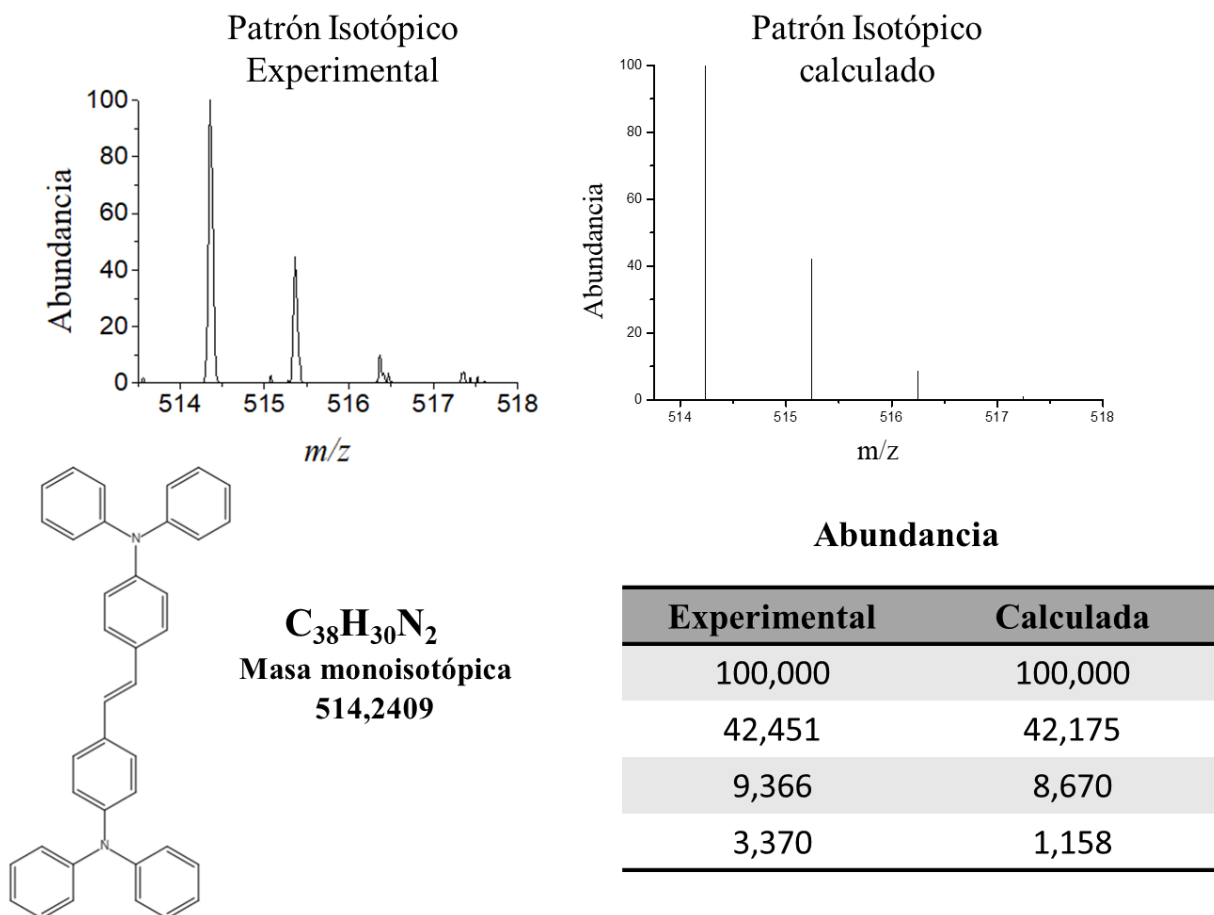 Patrón Isotópico
Experimental
100
80
60
40
20
0
Abundancia
514
515
516
517
518
m/z
Patrón Isotópico
calculado
100
80
60
40
20
0
Abundancia
514
515
516
517
518
m/z
N
N
C₃₈H₃₀N₂
Masa monoisotópica
514,2409
Abundancia
Experimental Calculada
100,000 100,000
42,451 42,175
9,366 8,670
3,370 1,158